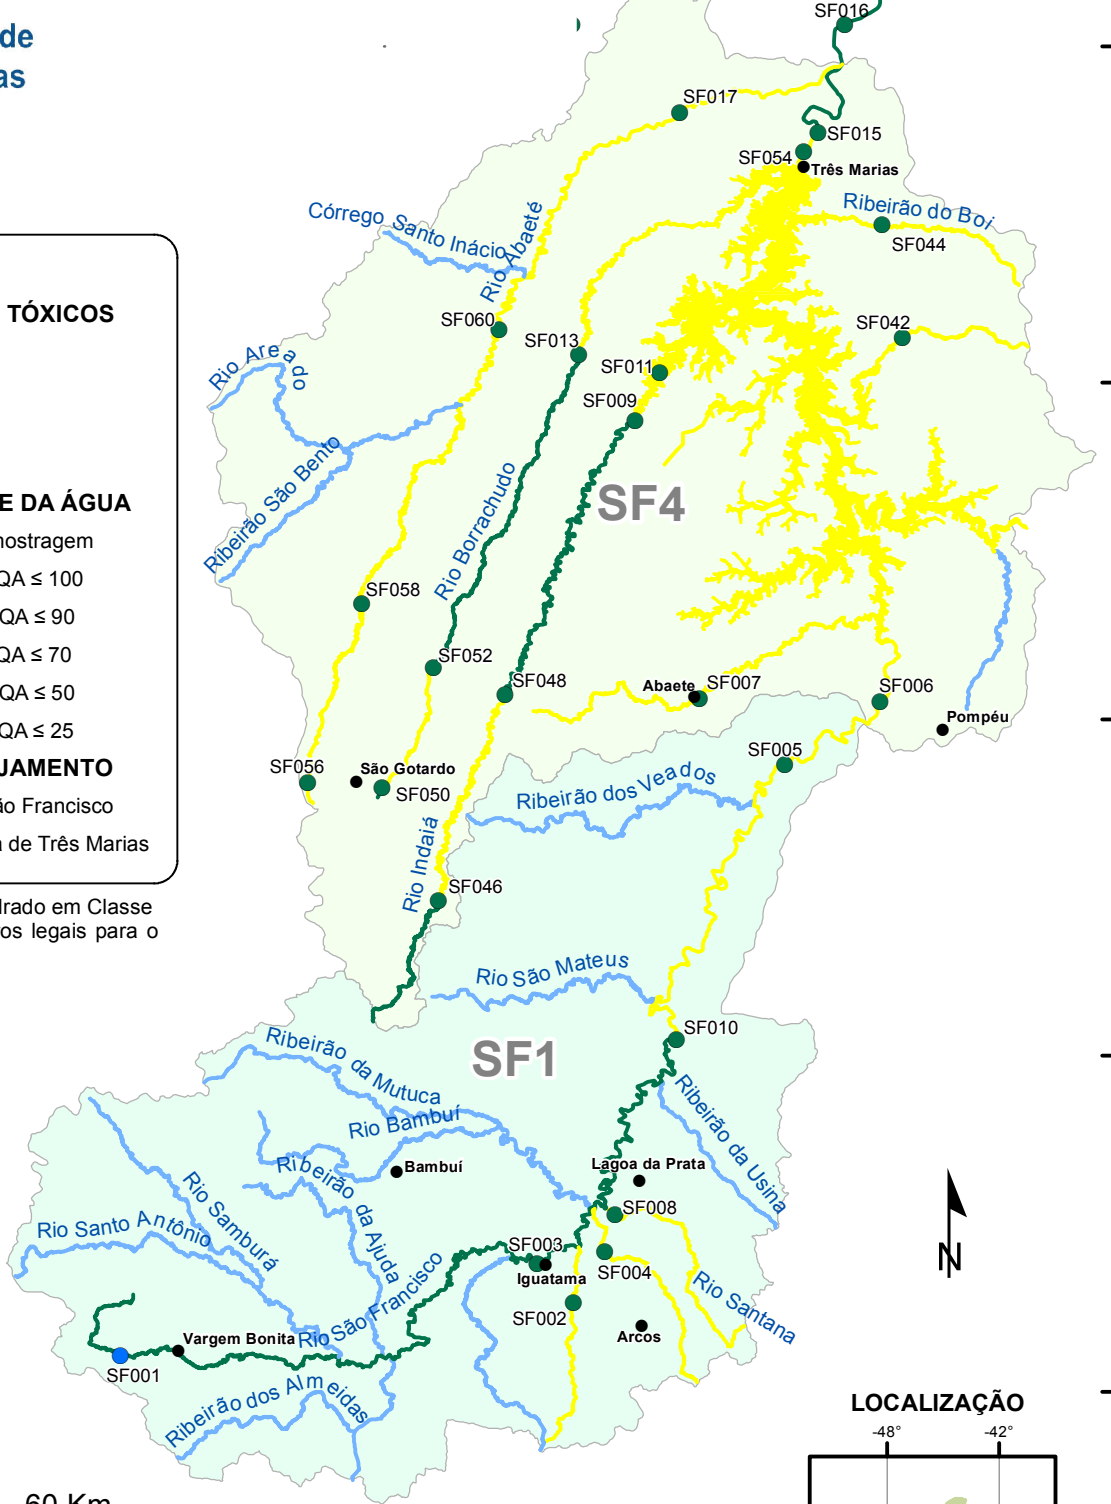 de
as
TÓXICOS
E DA ÁGUA
nostragem
QA ≤ 100
QA ≤ 90
QA ≤ 70
QA ≤ 50
QA ≤ 25
JAMENTO
ão Francisco
a de Três Marias
drado em Classe
ros legais para o
SF016
SF017
SF015
SF054
Três Marias
Córrego Santo Inácio
Rio Abaeté
Ribeirão do Boi
SF044
SF060
SF013
SF042
Rio Areado
SF011
SF009
Ribeirão São Bento
Rio Borrachudo
SF4
SF058
SF052
SF048
Abaete
SF007
SF006
Pompéu
SF056
São Gotardo
SF050
SF005
Ribeirão dos Veados
Rio Indaiá
SF046
Rio São Mateus
SF010
SF1
Ribeirão da Mutuca
Rio Bambuí
Ribeirão da Usina
Bambuí
Lagoa da Prata
Ribeirão da Ajuda
Rio Samburá
SF008
Rio Santo Antônio
SF003
Iguatama
SF004
Rio São Francisco
SF002
Rio Santana
Arcos
Vargem Bonita
SF001
Ribeirão dos Almeidas
N
LOCALIZAÇÃO
-48°
-42°
60 Km